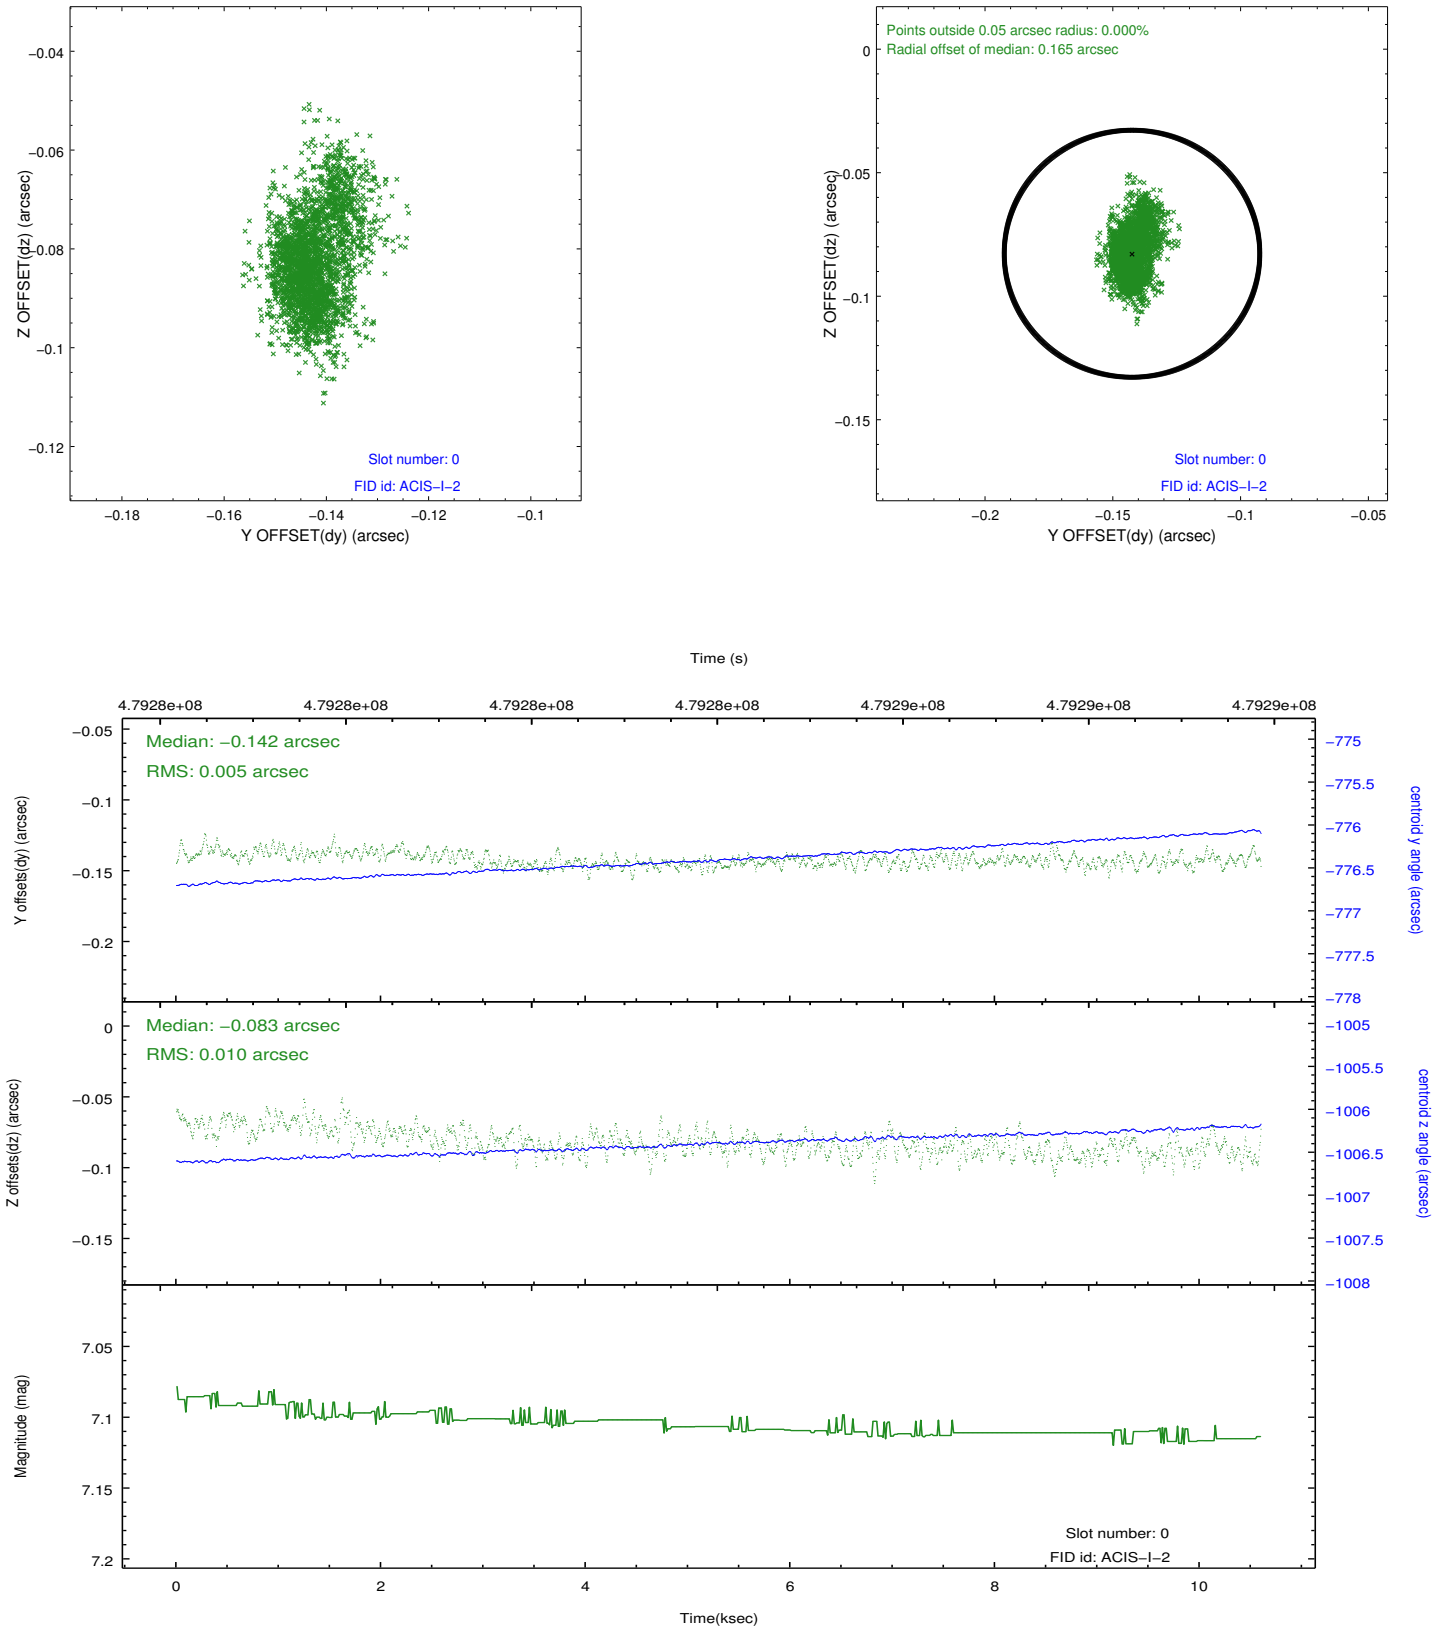 Z OFFSET(dz) (arcsec)
−0.04
−0.06
−0.08
−0.1
−0.12
Slot number: 0
FID id: ACIS−I−2
−0.18
−0.16
−0.14
−0.12
−0.1
Y OFFSET(dy) (arcsec)
Points outside 0.05 arcsec radius: 0.000%
Radial offset of median: 0.165 arcsec
Z OFFSET(dz) (arcsec)
0
−0.05
−0.1
−0.15
Slot number: 0
FID id: ACIS−I−2
−0.2
−0.15
−0.1
−0.05
Y OFFSET(dy) (arcsec)
Time (s)
4.7928e+08
4.7928e+08
4.7928e+08
4.7928e+08
4.7929e+08
4.7929e+08
4.7929e+08
Median: −0.142 arcsec
RMS: 0.005 arcsec
Y offsets(dy) (arcsec)
−0.05
−0.1
−0.15
−0.2
−775
−775.5
−776
−776.5
−777
−777.5
−778
centroid y angle (arcsec)
Median: −0.083 arcsec
RMS: 0.010 arcsec
Z offsets(dz) (arcsec)
0
−0.05
−0.1
−0.15
−1005
−1005.5
−1006
−1006.5
−1007
−1007.5
−1008
centroid z angle (arcsec)
Magnitude (mag)
7.05
7.1
7.15
7.2
Slot number: 0
FID id: ACIS−I−2
0
2
4
6
8
10
Time(ksec)